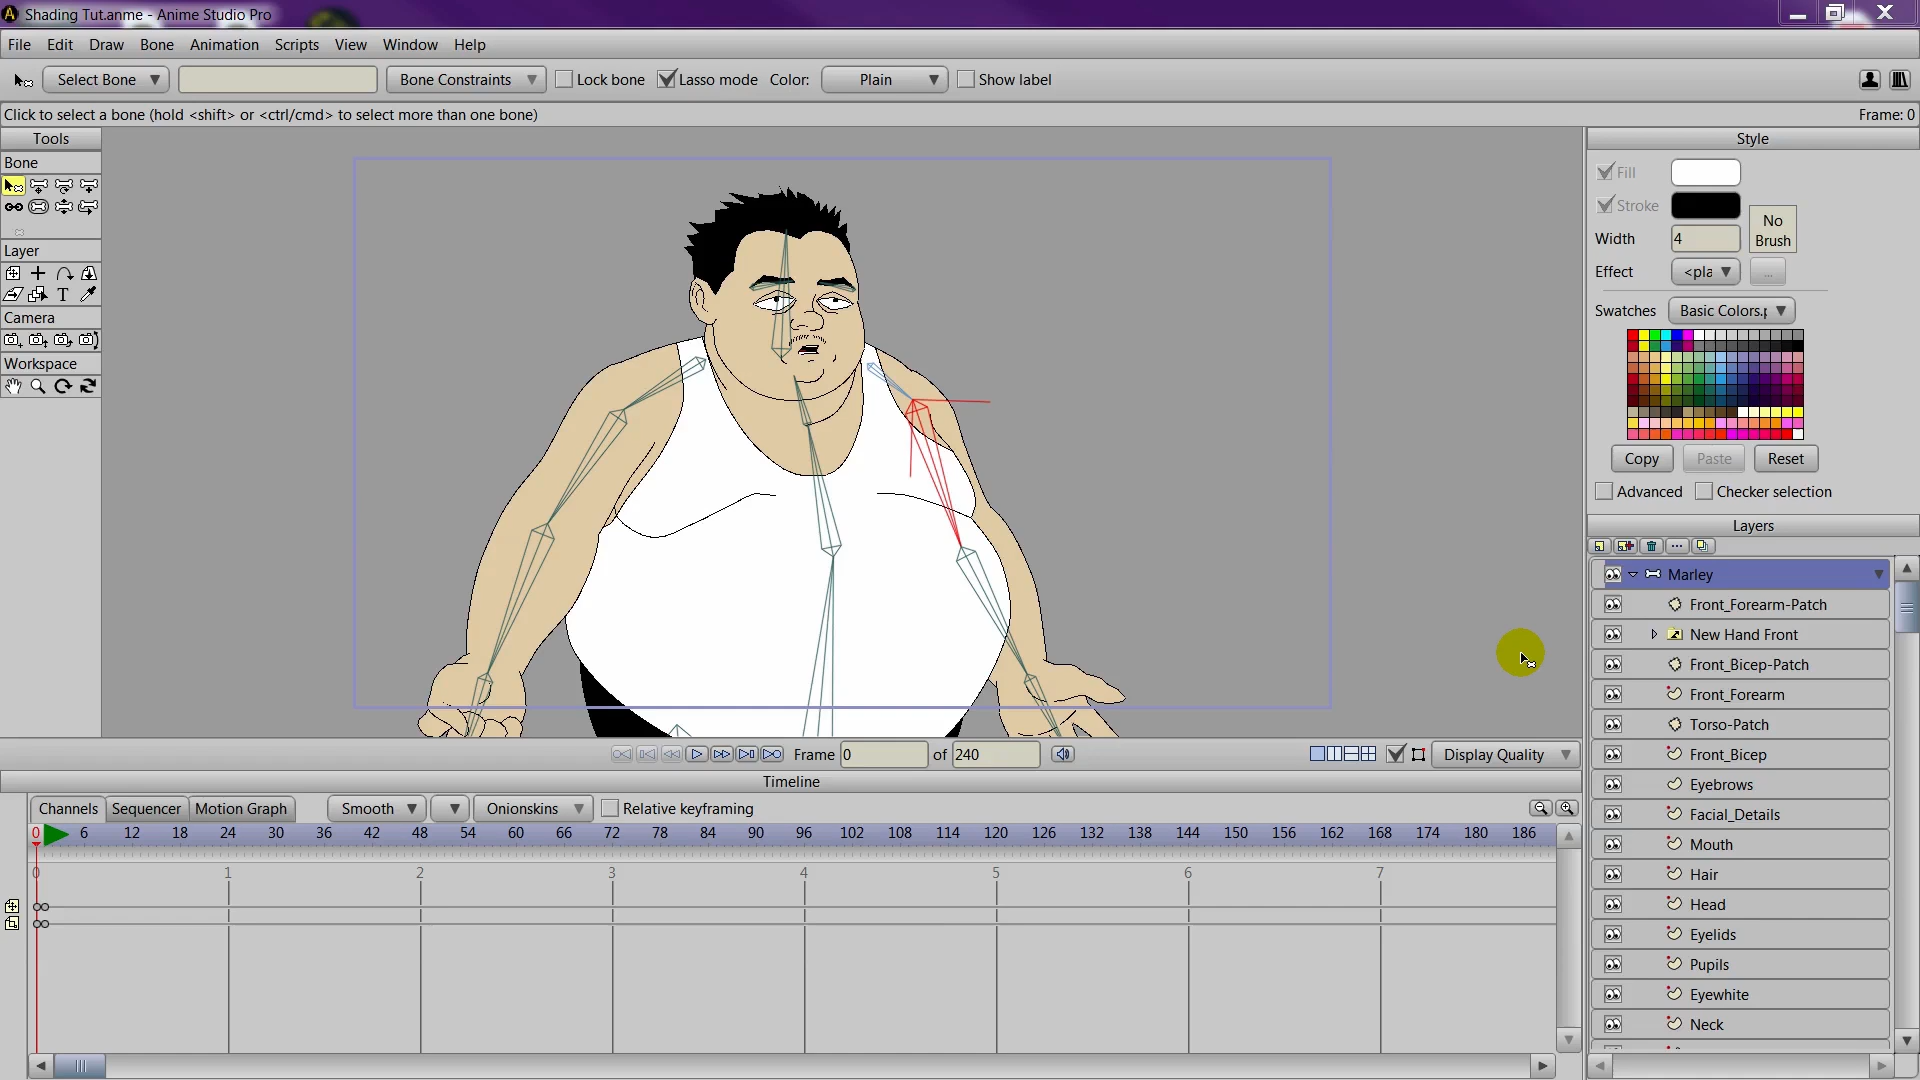 Shading Tut.anme - Anime Studio Pro
File Edit Draw Bone Animation Scripts View Window Help
Select Bone Bone Constraints Lock bone Lasso mode Color: Plain Show label
Click to select a bone (hold <shift> or <ctrl/cmd> to select more than one bone) Frame: 0
Tools
Bone
Layer
T
Camera
Workspace
Style
Fill
Stroke
No
Brush
Width 4
Effect <pla ...
Swatches Basic Colors.p
Copy Paste Reset
Advanced Checker selection
Layers
Marley
Front_Forearm-Patch
New Hand Front
Front_Bicep-Patch
Front_Forearm
Torso-Patch
Front_Bicep
Eyebrows
Facial_Details
Mouth
Hair
Head
Eyelids
Pupils
Eyewhite
Neck
Frame 0 of 240 Display Quality
Timeline
Channels Sequencer Motion Graph Smooth Onionskins Relative keyframing
0 6 12 18 24 30 36 42 48 54 60 66 72 78 84 90 96 102 108 114 120 126 132 138 144 150 156 162 168 174 180 186
0 1 2 3 4 5 6 7